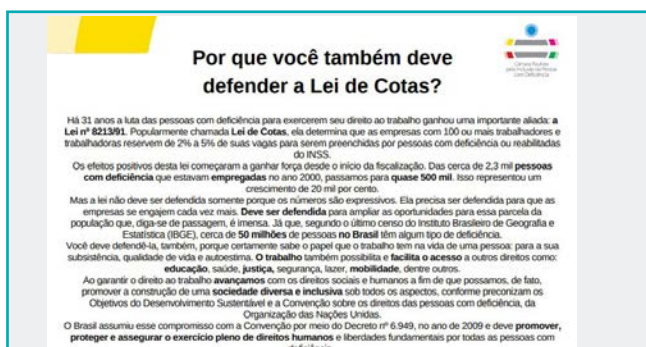 Por que você também deve
defender a Lei de Cotas?
Câmara Paulista
pela Inclusão da Pessoa
com Deficiência
Há 31 anos a luta das pessoas com deficiência para exercerem seu direito ao trabalho ganhou uma importante aliada: a
Lei nº 8213/91. Popularmente chamada Lei de Cotas, ela determina que as empresas com 100 ou mais trabalhadores e
trabalhadoras reservem de 2% a 5% de suas vagas para serem preenchidas por pessoas com deficiência ou reabilitadas
do INSS.
Os efeitos positivos desta lei começaram a ganhar força desde o início da fiscalização. Das cerca de 2,3 mil pessoas
com deficiência que estavam empregadas no ano 2000, passamos para quase 500 mil. Isso representou um
crescimento de 20 mil por cento.
Mas a lei não deve ser defendida somente porque os números são expressivos. Ela precisa ser defendida para que as
empresas se engajem cada vez mais. Deve ser defendida para ampliar as oportunidades para essa parcela da
população que, diga-se de passagem, é imensa. Já que, segundo o último censo do Instituto Brasileiro de Geografia e
Estatística (IBGE), cerca de 50 milhões de pessoas no Brasil têm algum tipo de deficiência.
Você deve defendê-la, também, porque certamente sabe o papel que o trabalho tem na vida de uma pessoa: para a sua
subsistência, qualidade de vida e autoestima. O trabalho também possibilita e facilita o acesso a outros direitos como:
educação, saúde, justiça, segurança, lazer, mobilidade, dentre outros.
Ao garantir o direito ao trabalho avançamos com os direitos sociais e humanos a fim de que possamos, de fato,
promover a construção de uma sociedade diversa e inclusiva sob todos os aspectos, conforme preconizam os
Objetivos do Desenvolvimento Sustentável e a Convenção sobre os direitos das pessoas com deficiência, da
Organização das Nações Unidas.
O Brasil assumiu esse compromisso com a Convenção por meio do Decreto nº 6.949, no ano de 2009 e deve promover,
proteger e assegurar o exercício pleno de direitos humanos e liberdades fundamentais por todas as pessoas com
deficiência